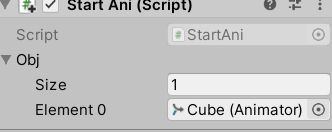 Start Ani (Script)
Script
StartAni
Obj
Size
1
Element 0
Cube (Animator)